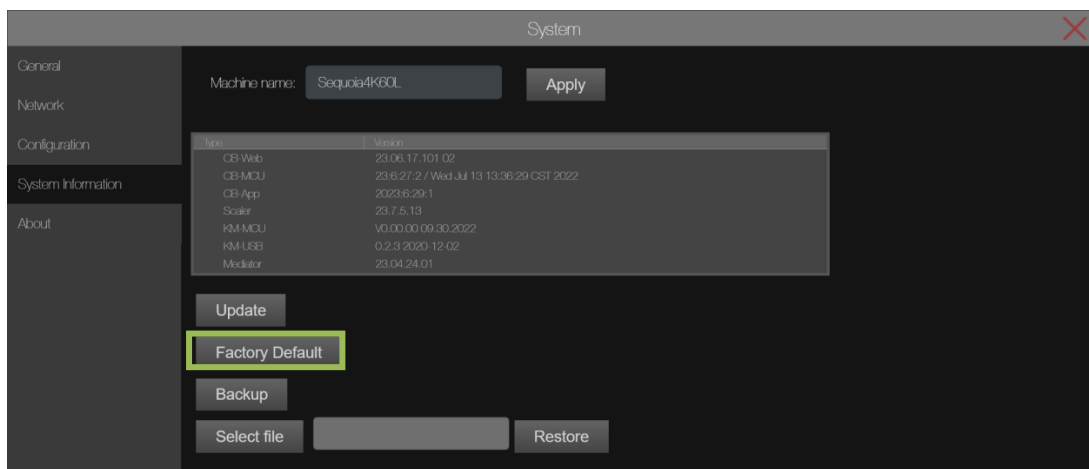 System
General
Network
Configuration
System Information
About
Machine name: Sequoia4K60L Apply
Type Version
CB-Web 23.06.17.101 02
CB-MCU 23:6:27:2 / Wed Jul 13 13:36:29 CST 2022
CB-App 2023:6:29:1
Scaler 23.7.5.13
KM-MCU V0.00.00 09.30.2022
KM-USB 0.2.3 2020-12-02
Mediator 23.04.24.01
Update
Factory Default
Backup
Select file Restore